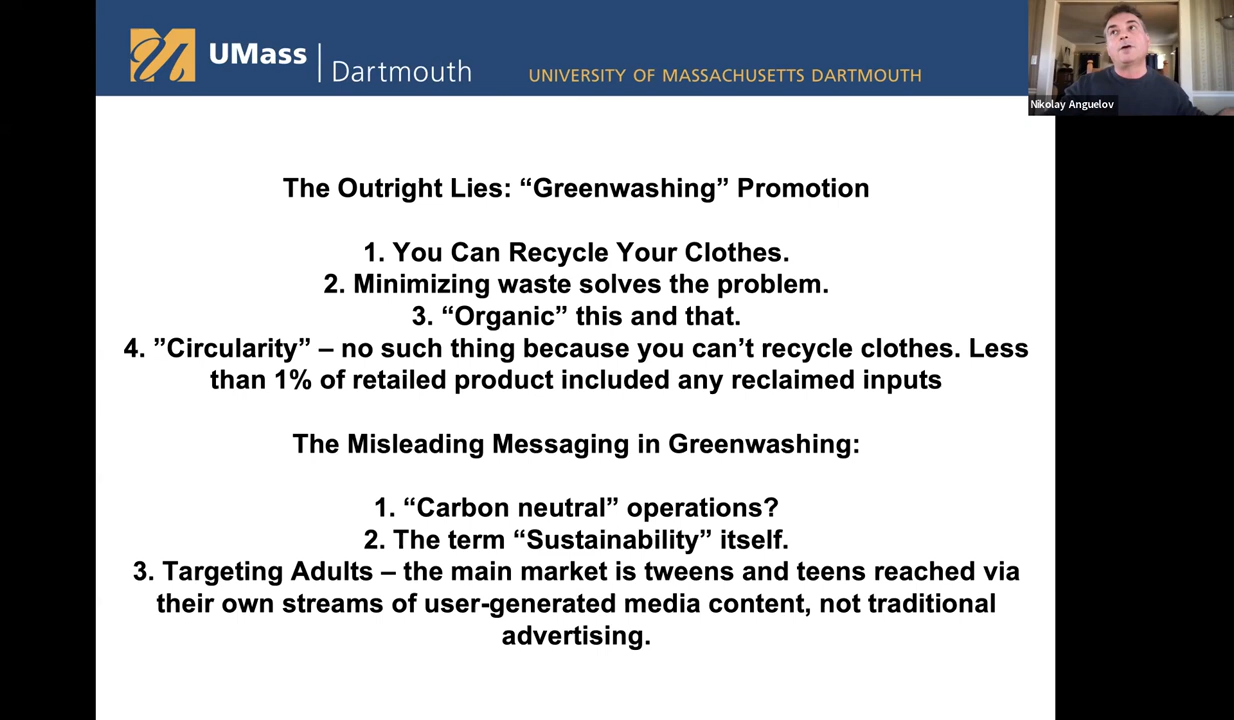 UMass
Dartmouth
UNIVERSITY OF MASSACHUSETTS DARTMOUTH
Nikolay Anguelov
The Outright Lies: “Greenwashing” Promotion
1. You Can Recycle Your Clothes.
2. Minimizing waste solves the problem.
3. “Organic” this and that.
4. ”Circularity” – no such thing because you can’t recycle clothes. Less
than 1% of retailed product included any reclaimed inputs
The Misleading Messaging in Greenwashing:
1. “Carbon neutral” operations?
2. The term “Sustainability” itself.
3. Targeting Adults – the main market is tweens and teens reached via
their own streams of user-generated media content, not traditional
advertising.